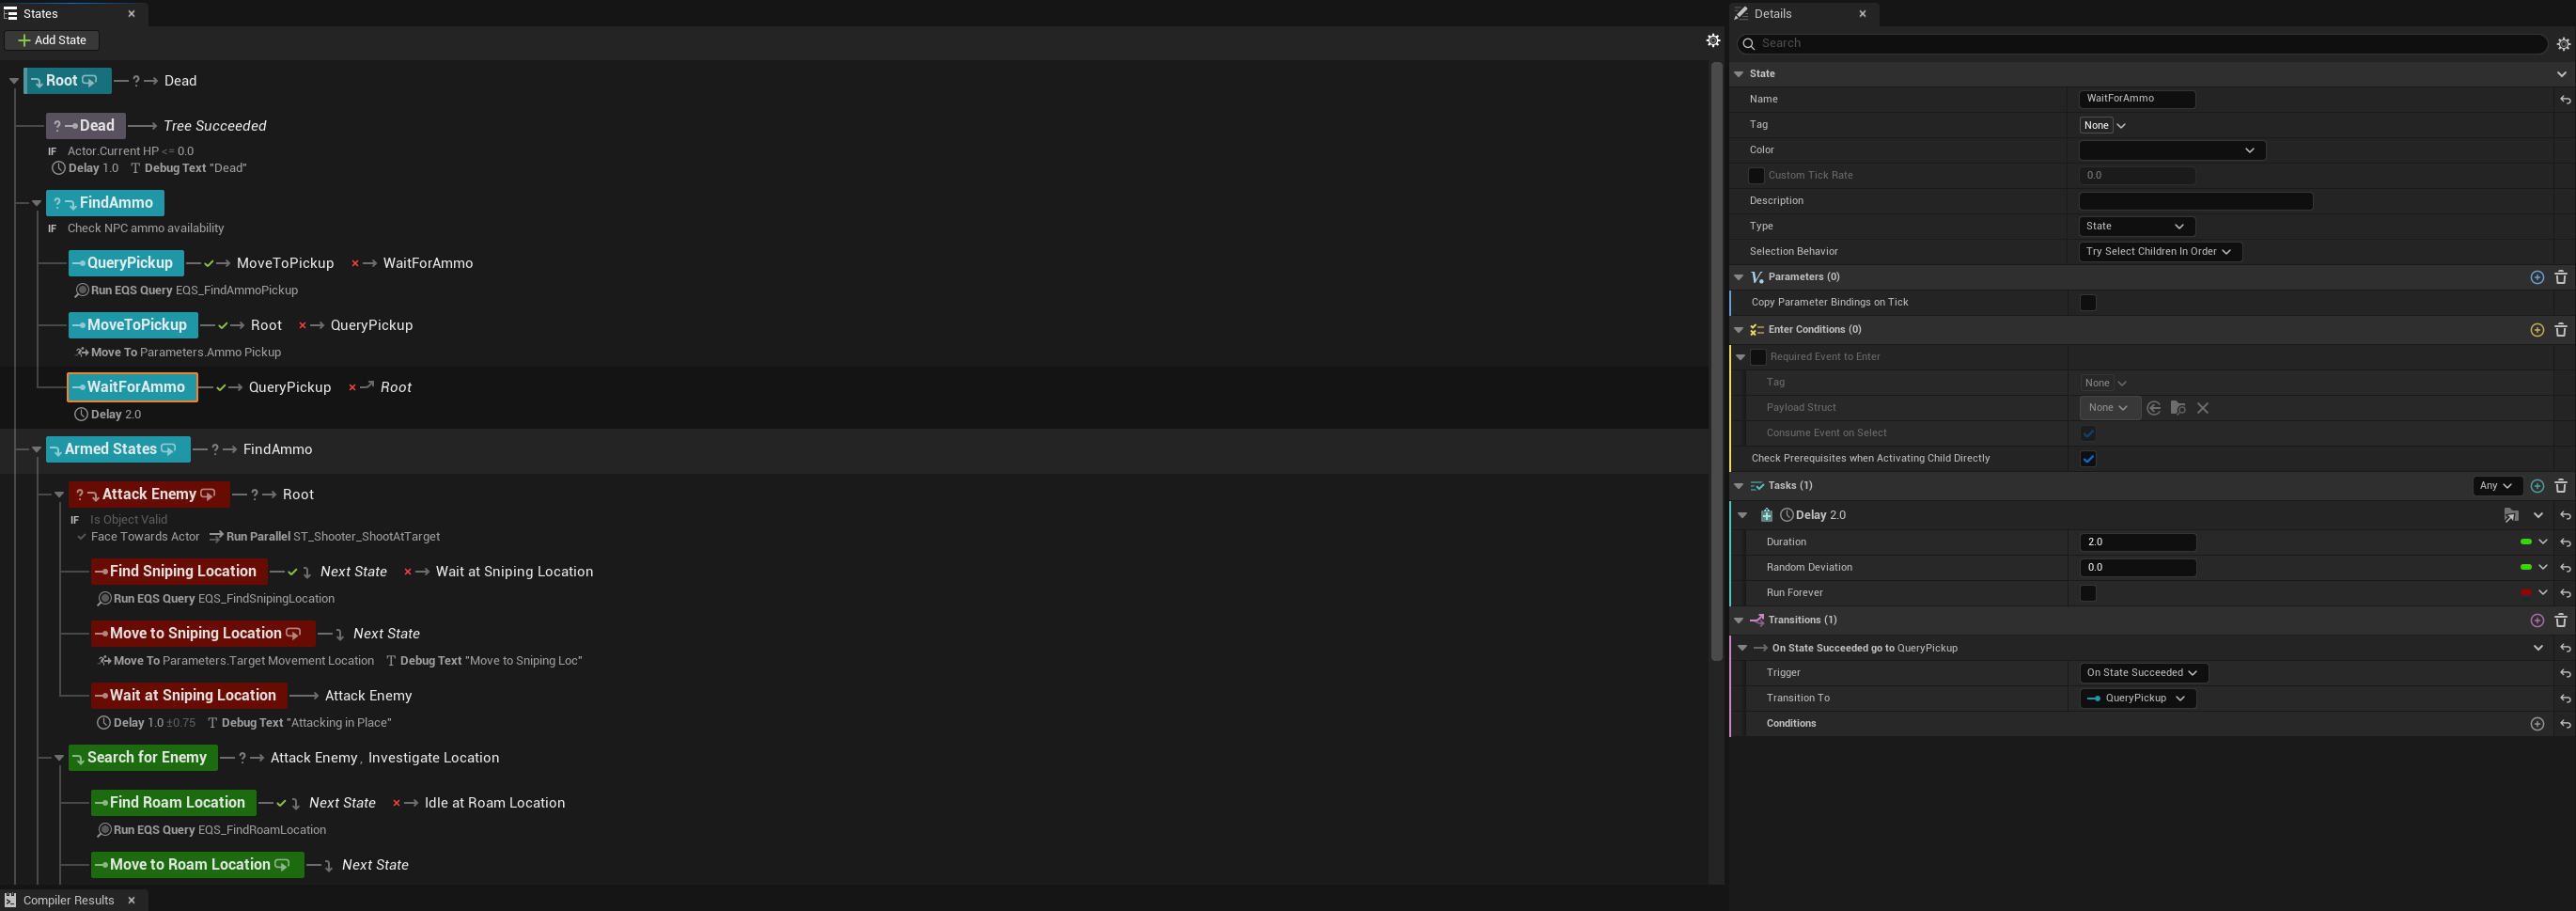 States
Add State
Root ? Dead
? Dead Tree Succeeded
IF Actor.Current HP <= 0.0
Delay 1.0 T Debug Text "Dead"
? FindAmmo
IF Check NPC ammo availability
QueryPickup MoveToPickup WaitForAmmo
Run EQS Query EQS_FindAmmoPickup
MoveToPickup Root QueryPickup
Move To Parameters.Ammo Pickup
WaitForAmmo QueryPickup Root
Delay 2.0
Armed States ? FindAmmo
? Attack Enemy ? Root
IF Is Object Valid
Face Towards Actor Run Parallel ST_Shooter_ShootAtTarget
Find Sniping Location Next State Wait at Sniping Location
Run EQS Query EQS_FindSnipingLocation
Move to Sniping Location Next State
Move To Parameters.Target Movement Location T Debug Text "Move to Sniping Loc"
Wait at Sniping Location Attack Enemy
Delay 1.0 ±0.75 T Debug Text "Attacking in Place"
Search for Enemy ? Attack Enemy, Investigate Location
Find Roam Location Next State Idle at Roam Location
Run EQS Query EQS_FindRoamLocation
Move to Roam Location Next State
Compiler Results
Details
Search
State
Name WaitForAmmo
Tag None
Color
Custom Tick Rate 0.0
Description
Type State
Selection Behavior Try Select Children In Order
Parameters (0)
Copy Parameter Bindings on Tick
Enter Conditions (0)
Required Event to Enter
Tag None
Payload Struct None
Consume Event on Select
Check Prerequisites when Activating Child Directly
Tasks (1) Any
Delay 2.0
Duration 2.0
Random Deviation 0.0
Run Forever
Transitions (1)
On State Succeeded go to QueryPickup
Trigger On State Succeeded
Transition To QueryPickup
Conditions